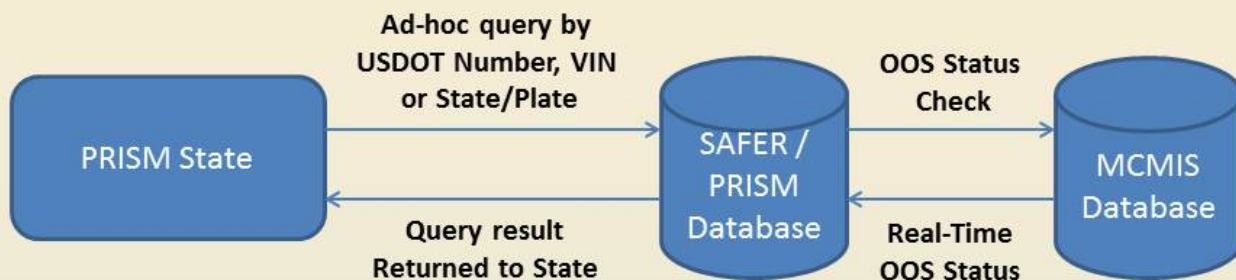 Ad-hoc query by
USDOT Number, VIN
or State/Plate
OOS Status
Check
PRISM State
SAFER /
PRISM
Database
MCMIS
Database
Query result
Returned to State
Real-Time
OOS Status